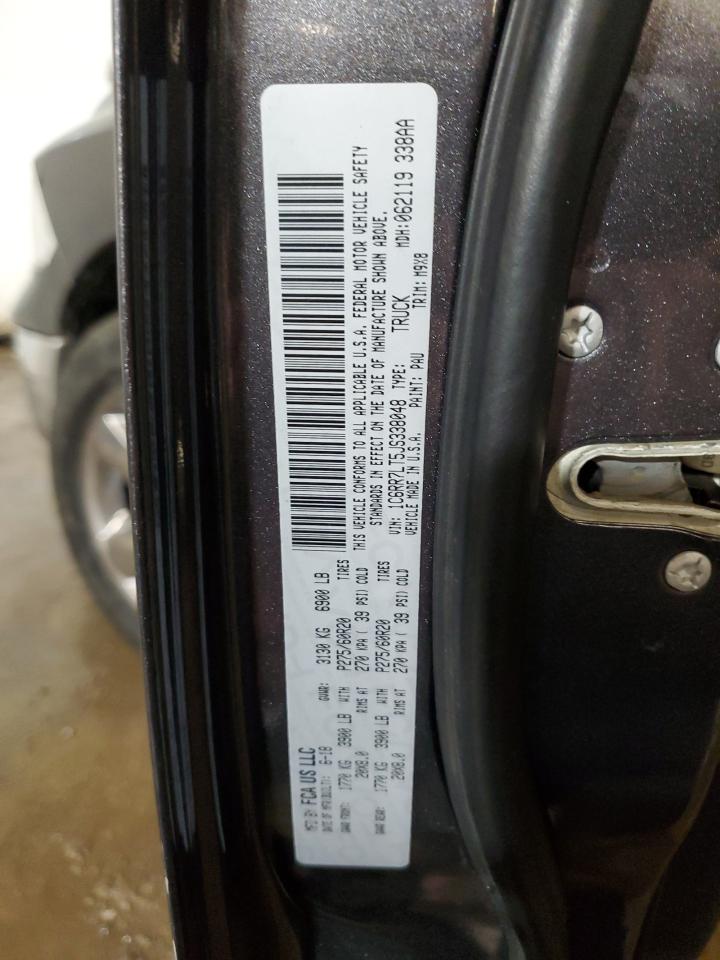 MFD BY FCA US LLC
DATE OF MFR(BUILT): 6-18 GVWR: 3130 KG 6900 LB
GAWR FRONT: WITH TIRES
1770 KG 3900 LB P275/60R20
RIMS AT
20X8.0 270 KPA ( 39 PSI) COLD
GAWR REAR: WITH TIRES
1770 KG 3900 LB P275/60R20
RIMS AT
20X8.0 270 KPA ( 39 PSI) COLD
THIS VEHICLE CONFORMS TO ALL APPLICABLE U.S.A. FEDERAL MOTOR VEHICLE SAFETY
STANDARDS IN EFFECT ON THE DATE OF MANUFACTURE SHOWN ABOVE.
VIN: 1C6RR7LT5JS338048 TYPE: TRUCK MDH:062119 338AA
VEHICLE MADE IN U.S.A. PAINT: PAU TRIM: M9X8